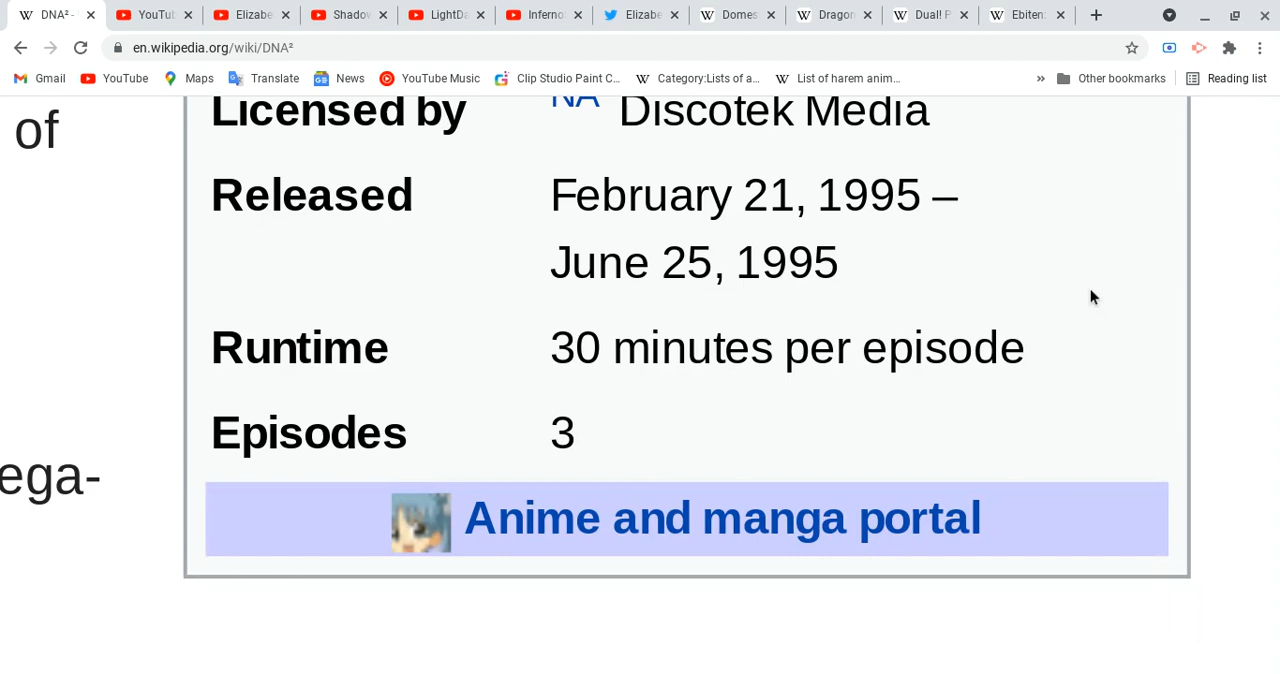 DNA² -
YouTub
Elizabe
Shadow
LightDa
Inferno
Elizabe
Domes
Dragon
Dual! P
Ebiten:
en.wikipedia.org/wiki/DNA²
Gmail YouTube Maps Translate News YouTube Music Clip Studio Paint C... Category:Lists of a... List of harem anim... » Other bookmarks Reading list
of
Licensed by NA Discotek Media
Released February 21, 1995 –
June 25, 1995
Runtime 30 minutes per episode
Episodes 3
ega-
Anime and manga portal